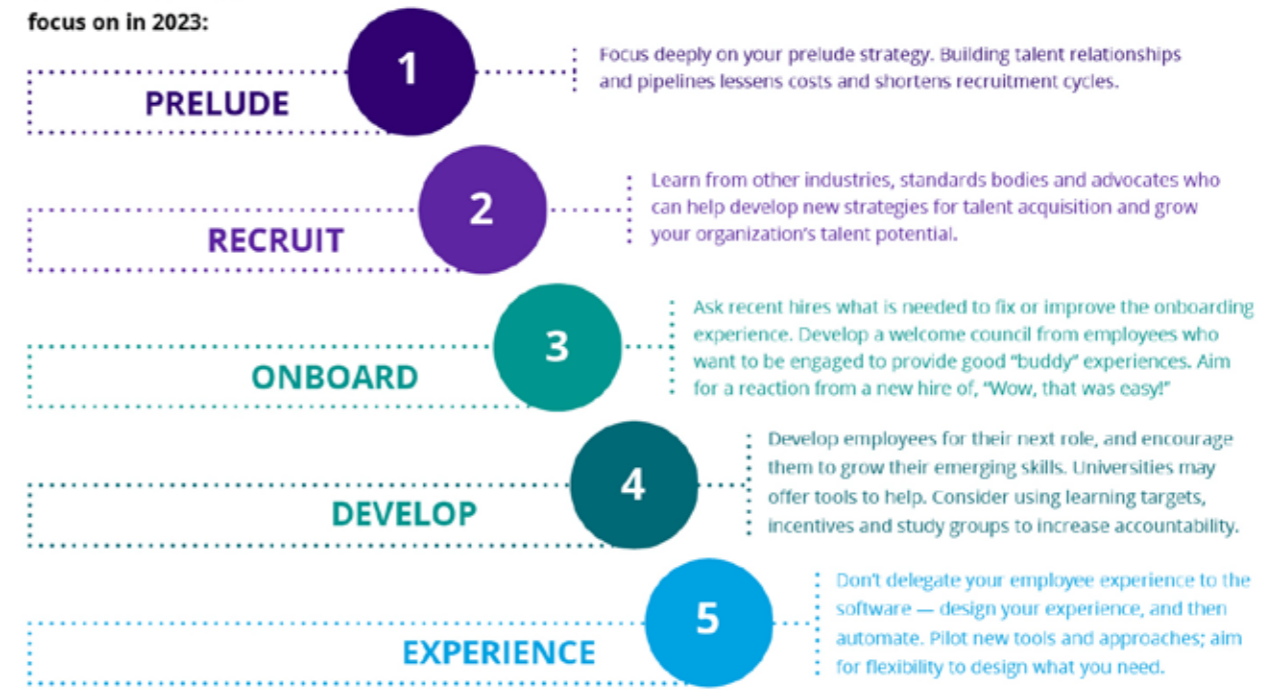 focus on in 2023:
1
PRELUDE
Focus deeply on your prelude strategy. Building talent relationships
and pipelines lessens costs and shortens recruitment cycles.
2
RECRUIT
Learn from other industries, standards bodies and advocates who
can help develop new strategies for talent acquisition and grow
your organization's talent potential.
3
ONBOARD
Ask recent hires what is needed to fix or improve the onboarding
experience. Develop a welcome council from employees who
want to be engaged to provide good “buddy” experiences. Aim
for a reaction from a new hire of, “Wow, that was easy!”
4
DEVELOP
Develop employees for their next role, and encourage
them to grow their emerging skills. Universities may
offer tools to help. Consider using learning targets,
incentives and study groups to increase accountability.
5
EXPERIENCE
Don't delegate your employee experience to the
software — design your experience, and then
automate. Pilot new tools and approaches; aim
for flexibility to design what you need.